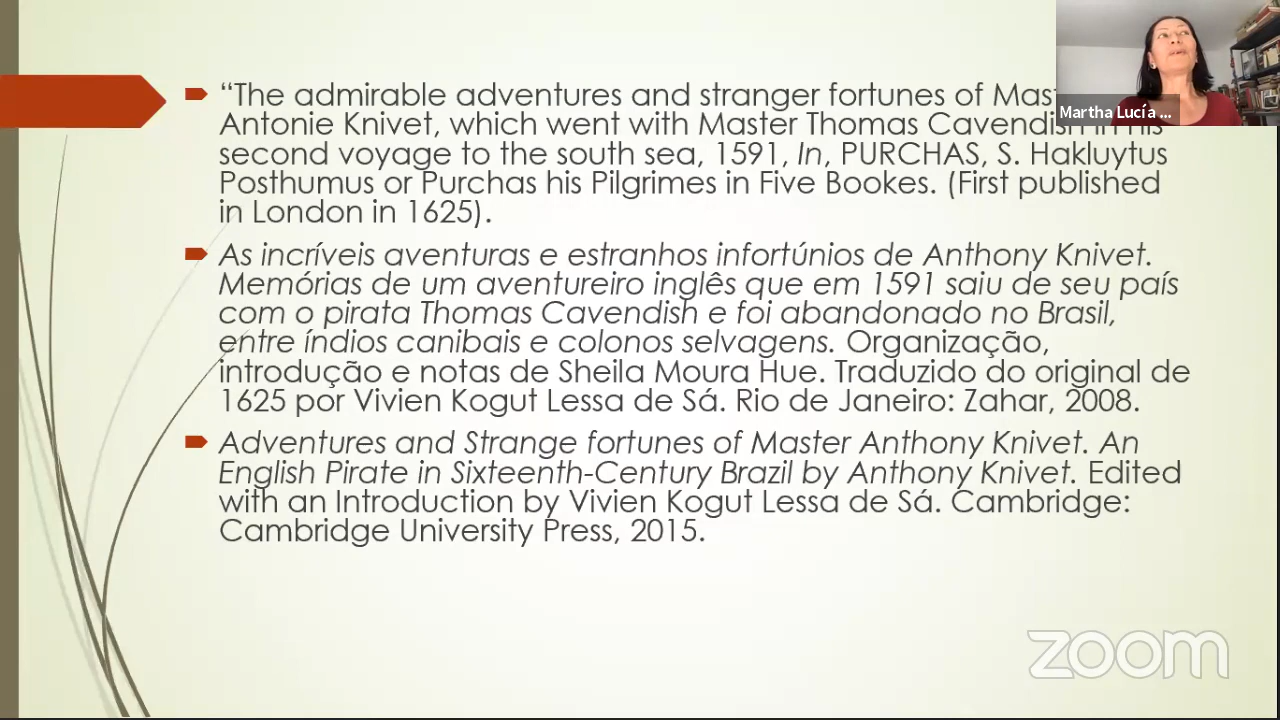 “The admirable adventures and stranger fortunes of Mast
Antonie Knivet, which went with Master Thomas Cavendish in his
second voyage to the south sea, 1591, In, PURCHAS, S. Hakluytus
Posthumus or Purchas his Pilgrimes in Five Bookes. (First published
in London in 1625).
As incríveis aventuras e estranhos infortúnios de Anthony Knivet.
Memórias de um aventureiro inglês que em 1591 saiu de seu país
com o pirata Thomas Cavendish e foi abandonado no Brasil,
entre índios canibais e colonos selvagens. Organização,
introdução e notas de Sheila Moura Hue. Traduzido do original de
1625 por Vivien Kogut Lessa de Sá. Rio de Janeiro: Zahar, 2008.
Adventures and Strange fortunes of Master Anthony Knivet. An
English Pirate in Sixteenth-Century Brazil by Anthony Knivet. Edited
with an Introduction by Vivien Kogut Lessa de Sá. Cambridge:
Cambridge University Press, 2015.
Martha Lucía ...
zoom